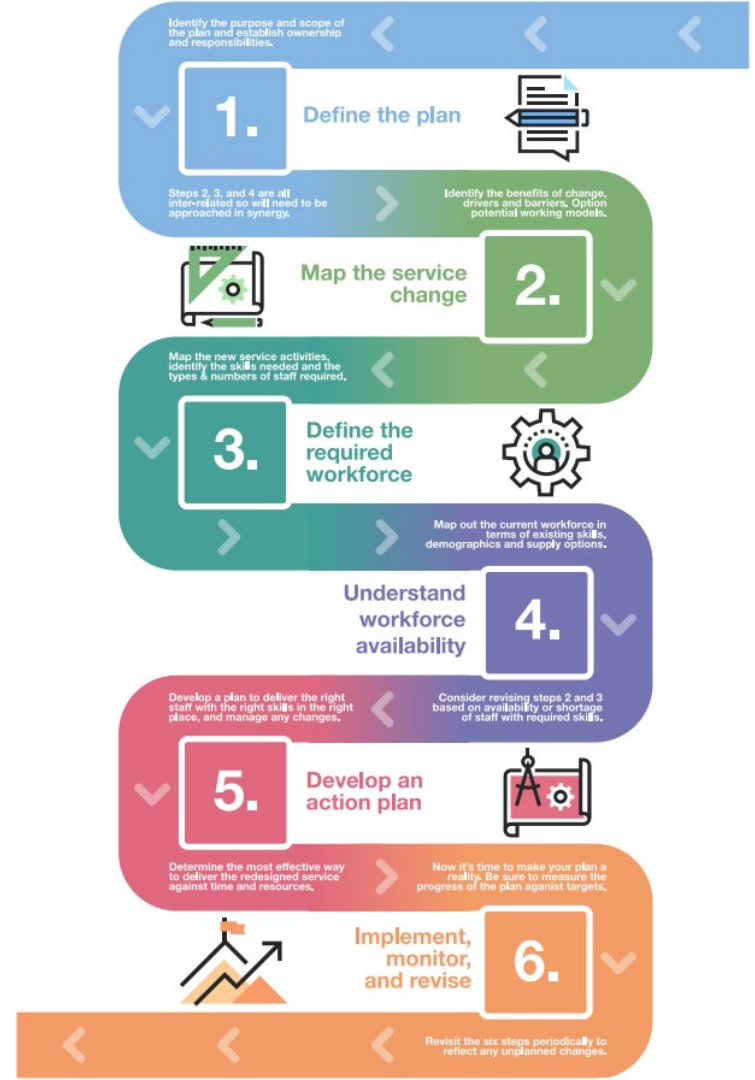 Identify the purpose and scope of
the plan and establish ownership
and responsibilities.
1.
Define the plan
Steps 2, 3, and 4 are all
inter-related so will need to be
approached in synergy.
Identify the benefits of change,
drivers and barriers. Option
potential working models.
Map the service
change
2.
Map the new service activities,
identify the skills needed and the
types & numbers of staff required.
3.
Define the
required
workforce
Map out the current workforce in
terms of existing skills,
demographics and supply options.
Understand
workforce
availability
4.
Consider revising steps 2 and 3
based on availability or shortage
of staff with required skills.
Develop a plan to deliver the right
staff with the right skills in the right
place, and manage any changes.
5.
Develop an
action plan
Determine the most effective way
to deliver the redesigned service
against time and resources.
Now it's time to make your plan a
reality. Be sure to measure the
progress of the plan aganist targets.
Implement,
monitor,
and revise
6.
Revisit the six steps periodically to
reflect any unplanned changes.